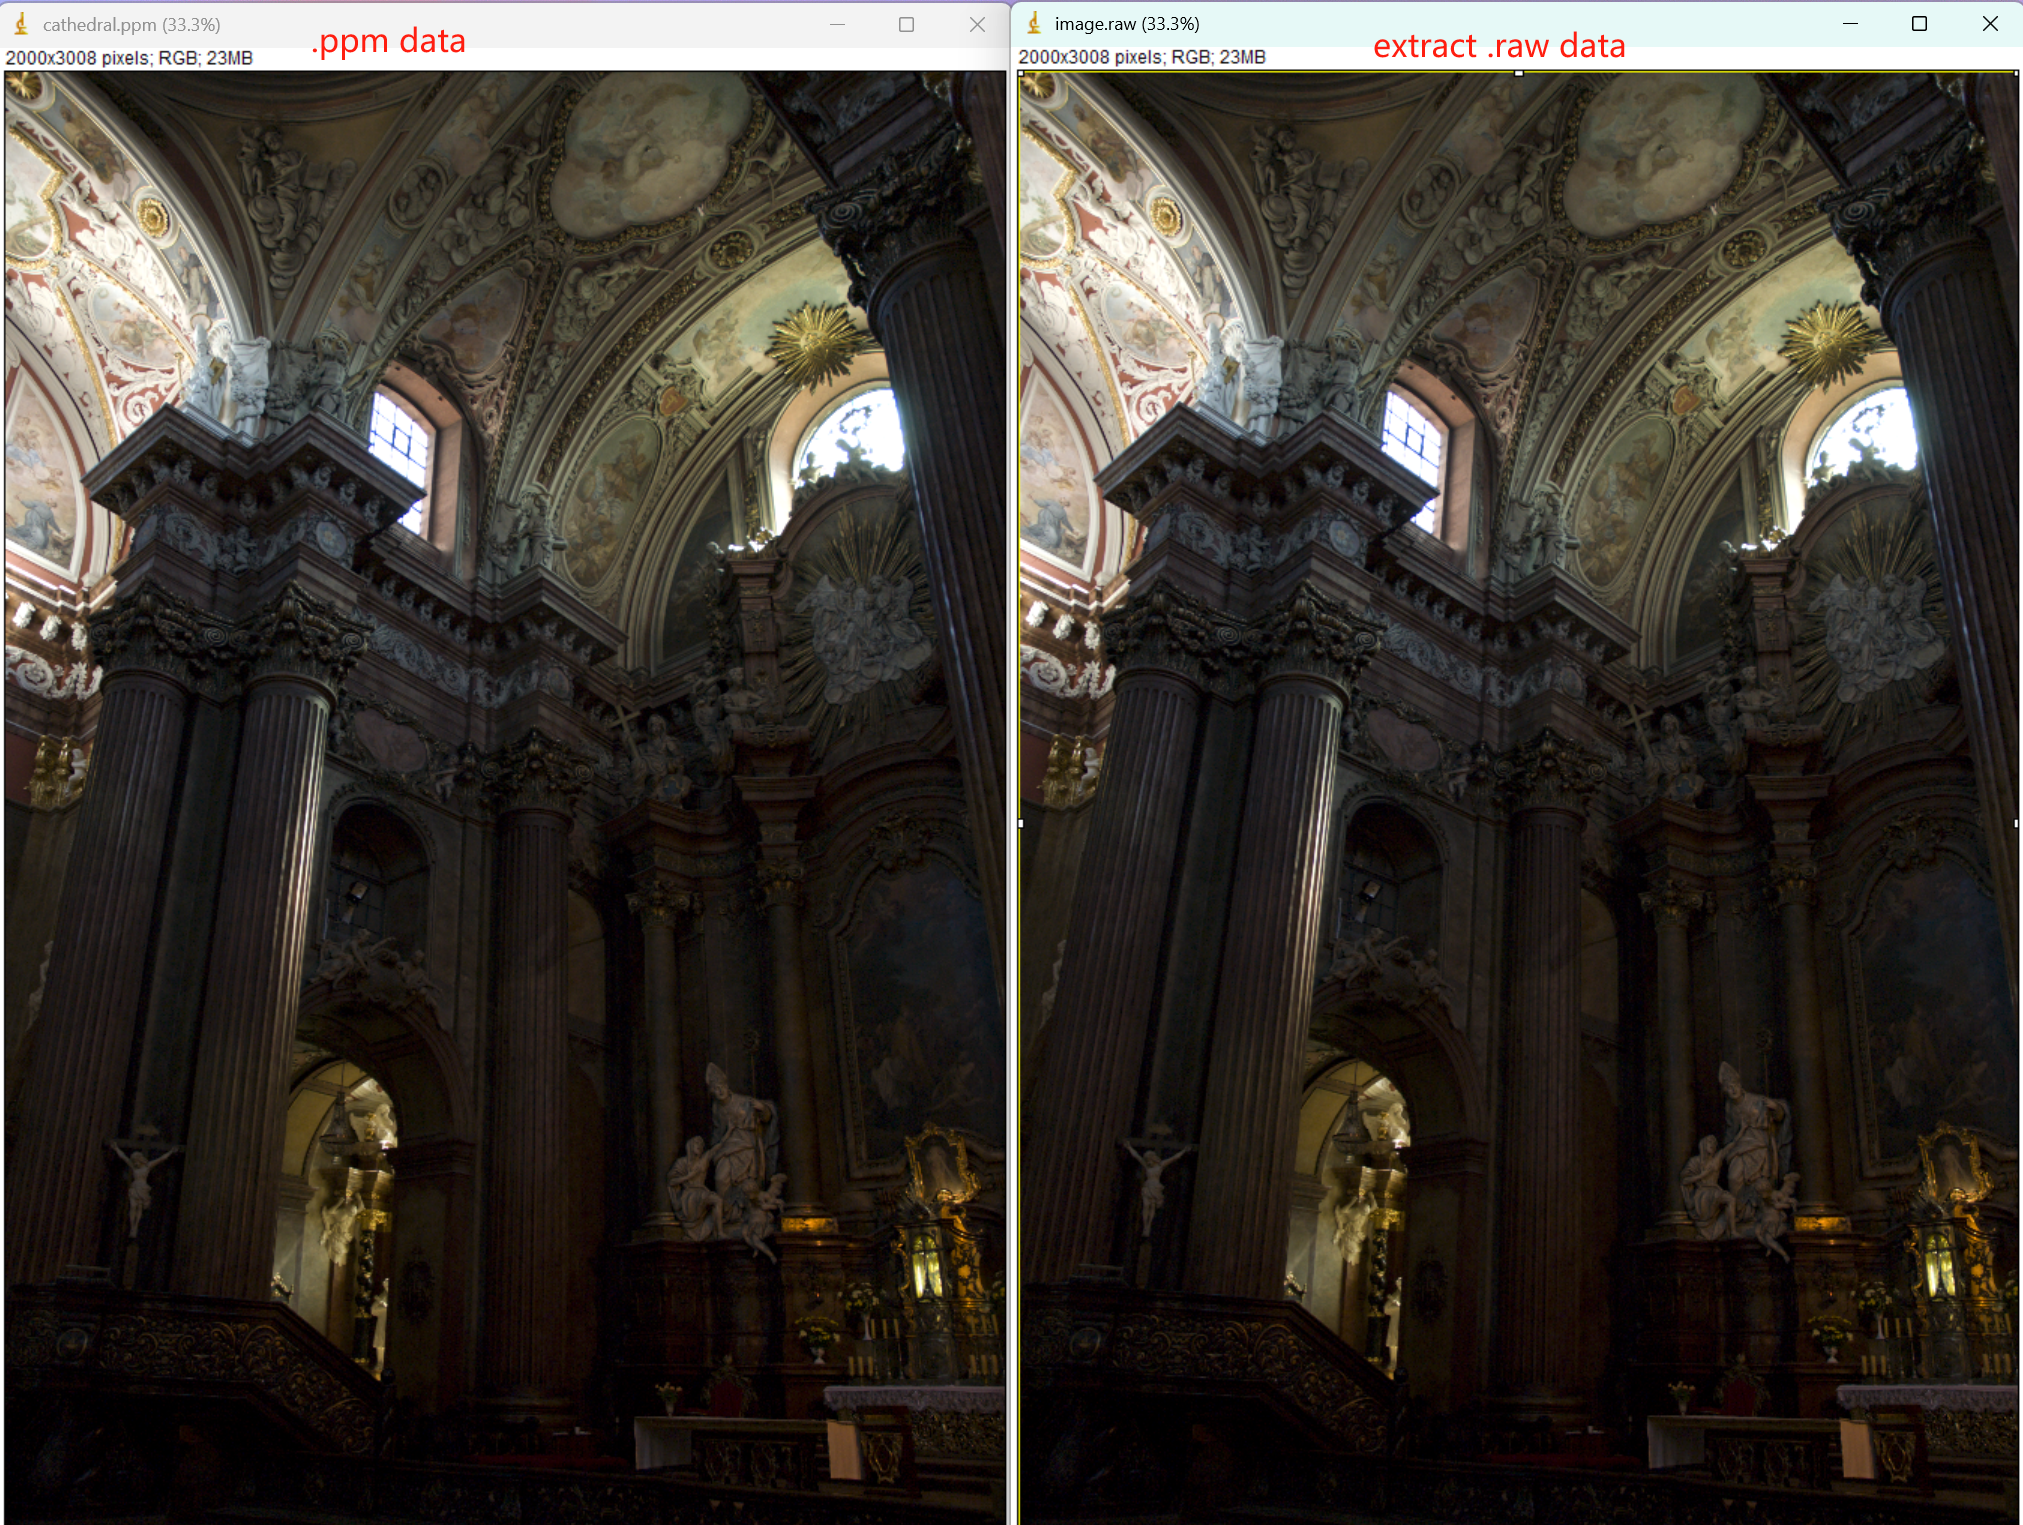 cathedral.ppm (33.3%)
.ppm data
2000x3008 pixels; RGB; 23MB
image.raw (33.3%)
extract .raw data
2000x3008 pixels; RGB; 23MB